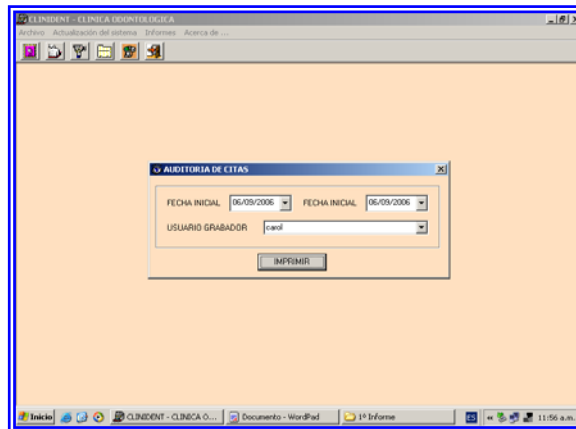 CLINIDENT - CLINICA ODONTOLOGICA
Archivo Actualización del sistema Informes Acerca de ...
AUDITORIA DE CITAS
FECHA INICIAL 06/09/2006 FECHA INICIAL 06/09/2006
USUARIO GRABADOR carol
IMPRIMIR
Inicio CLINIDENT - CLINICA O... Documento - WordPad 1º Informe ES « 11:56 a.m.